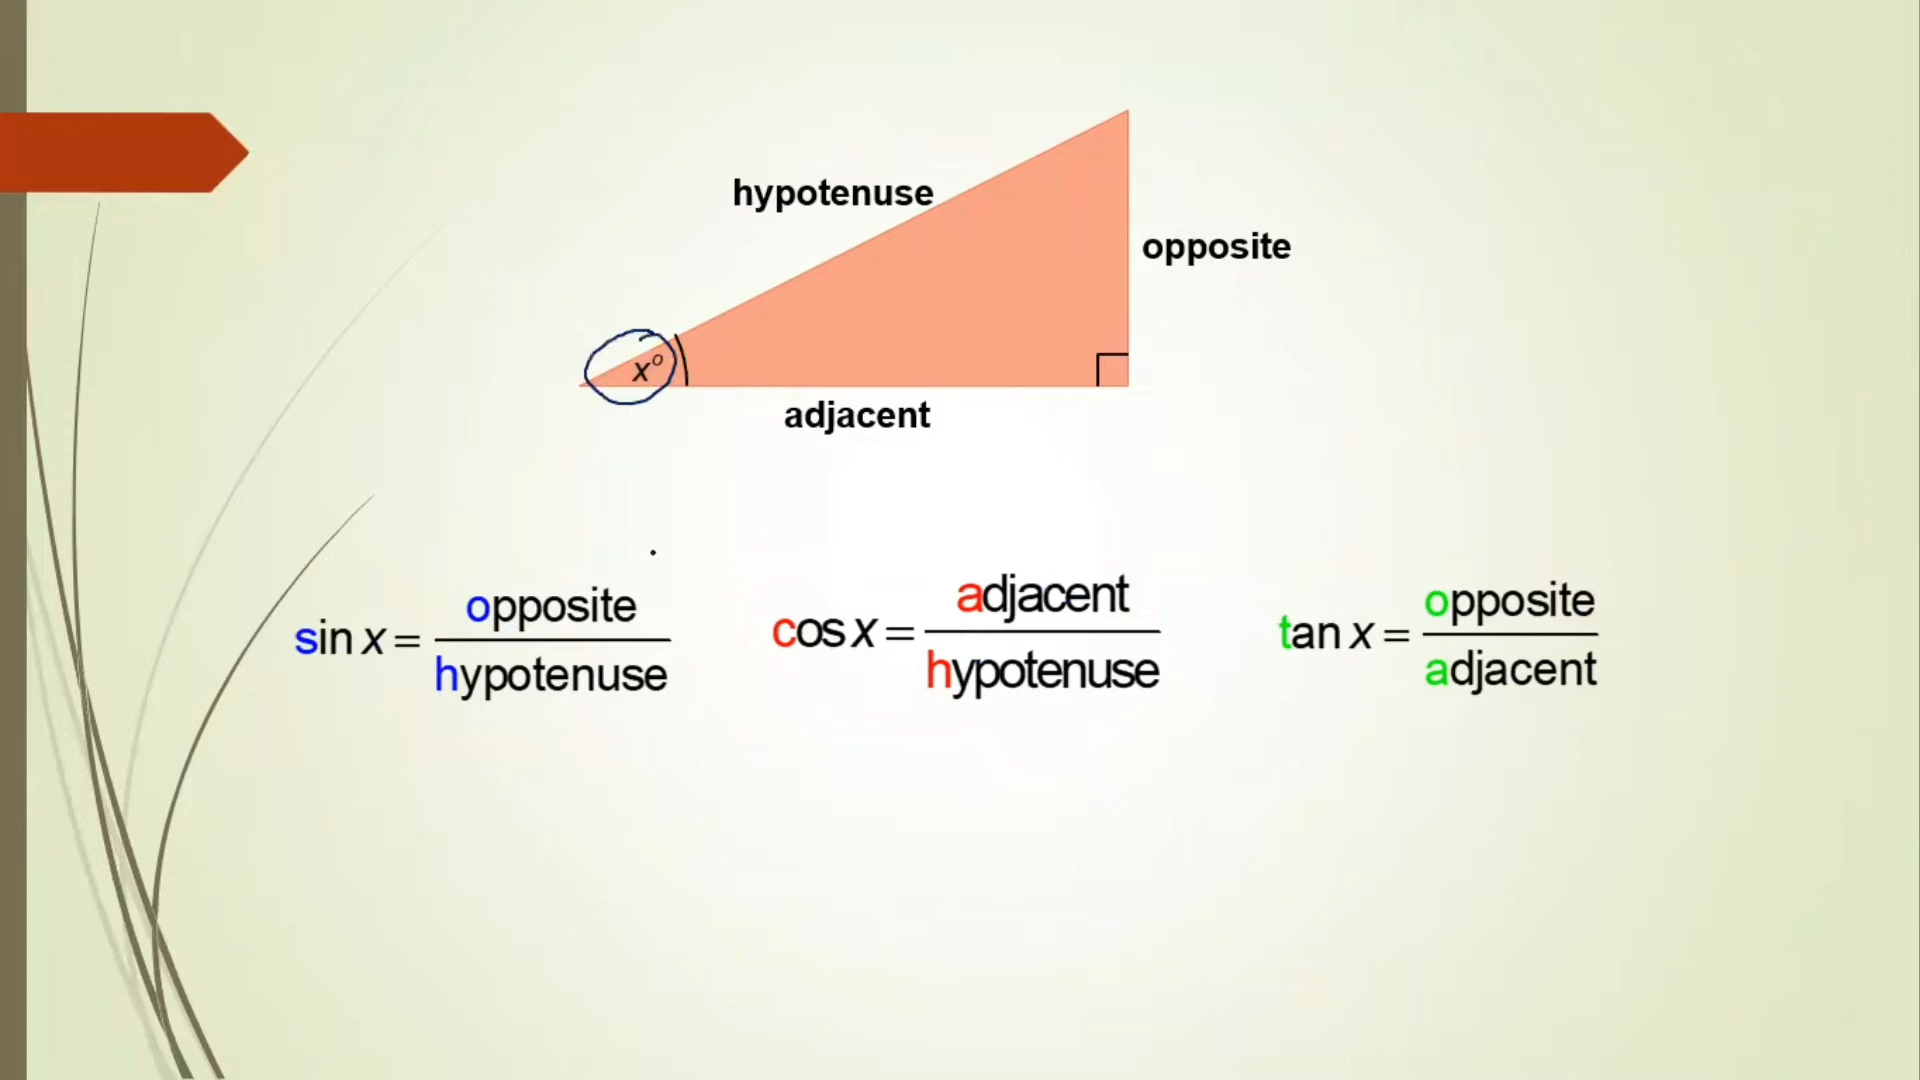 hypotenuse
opposite
x°
adjacent
sin x = opposite / hypotenuse
cos x = adjacent / hypotenuse
tan x = opposite / adjacent